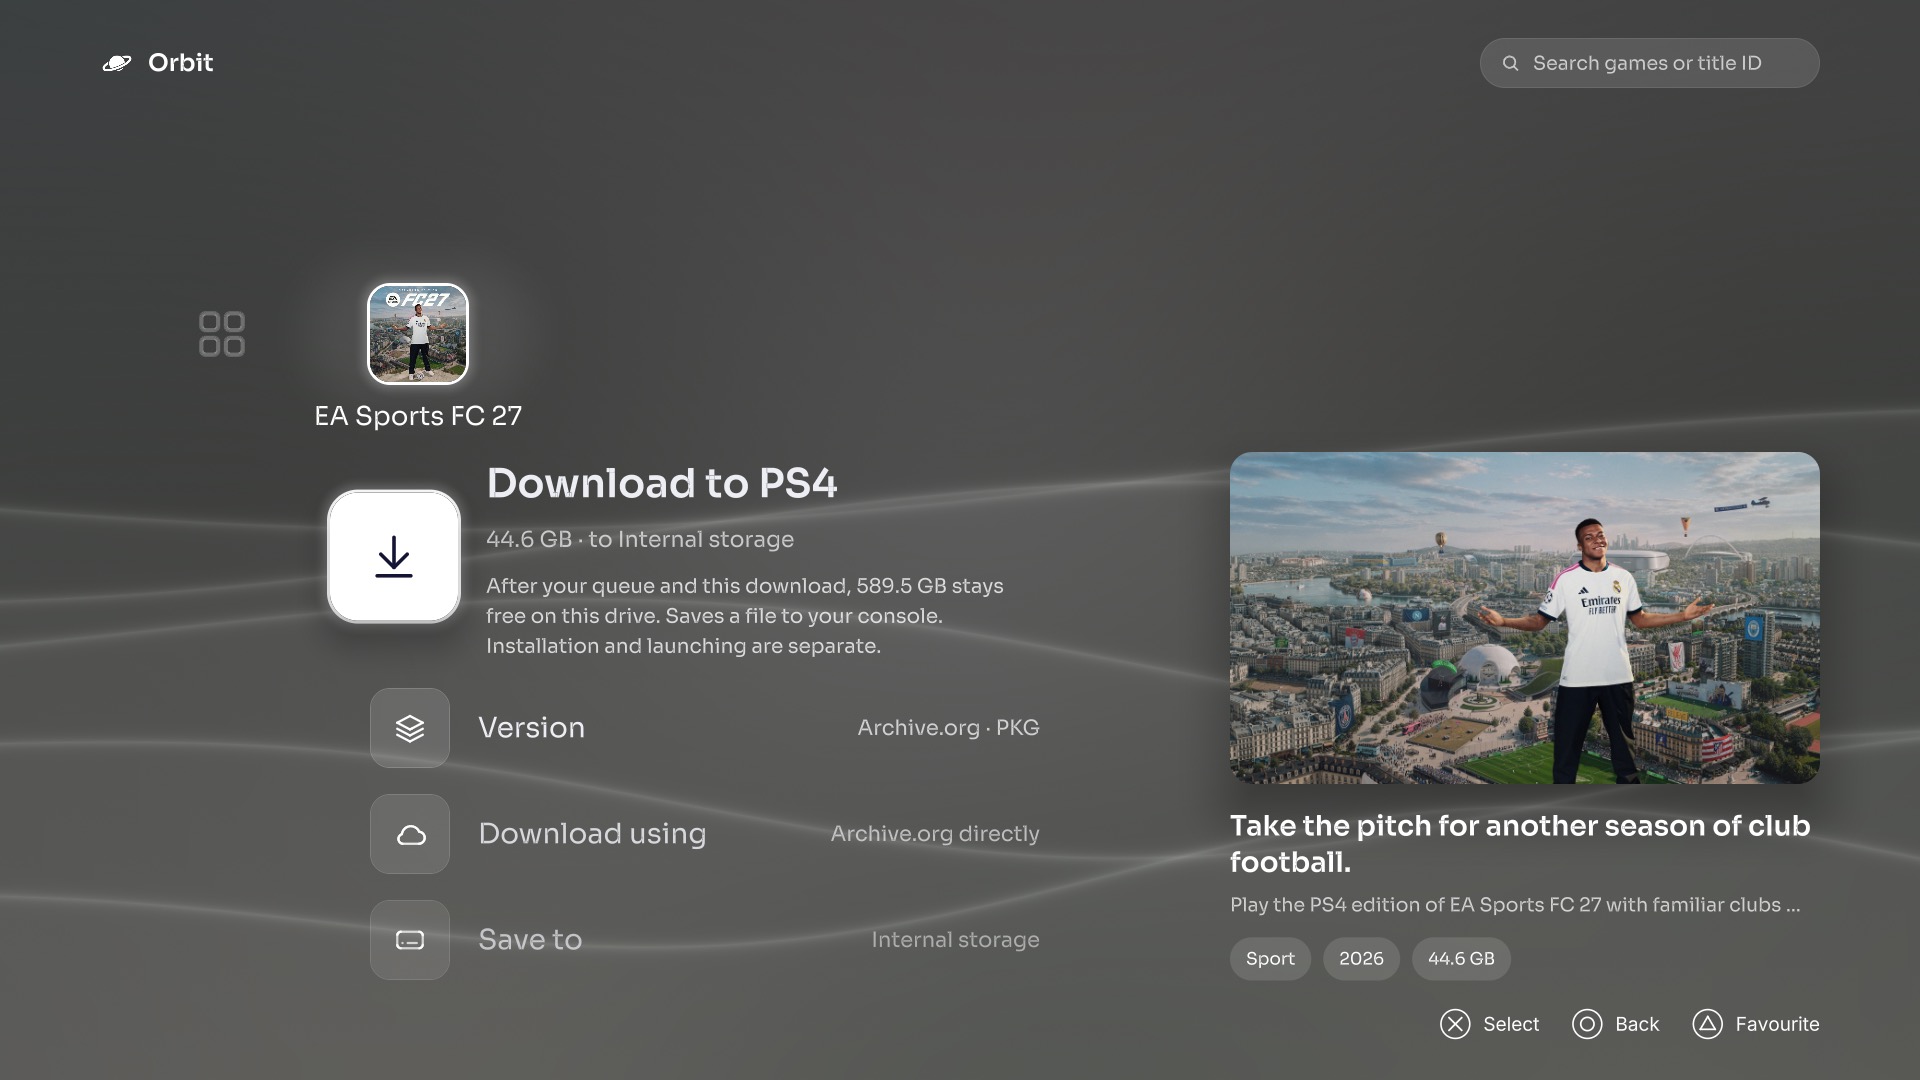 Orbit
Search games or title ID
FC27
EA Sports FC 27
Download to PS4
44.6 GB · to Internal storage
After your queue and this download, 589.5 GB stays
free on this drive. Saves a file to your console.
Installation and launching are separate.
Version
Archive.org · PKG
Download using
Archive.org directly
Save to
Internal storage
Emirates
FLY BETTER
Take the pitch for another season of club
football.
Play the PS4 edition of EA Sports FC 27 with familiar clubs ...
Sport
2026
44.6 GB
Select
Back
Favourite